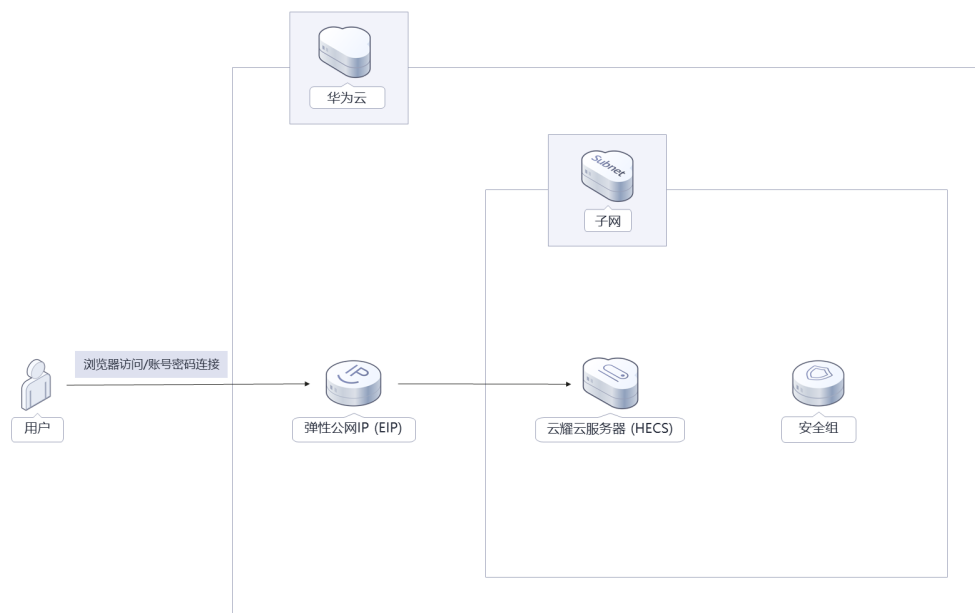 华为云
Subnet
子网
浏览器访问/账号密码连接
IP
用户
弹性公网IP (EIP)
云耀云服务器 (HECS)
安全组